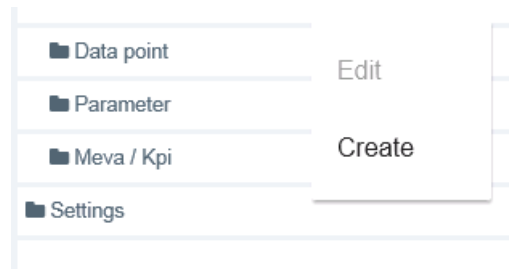 Data point
Parameter
Meva / Kpi
Settings
Edit
Create